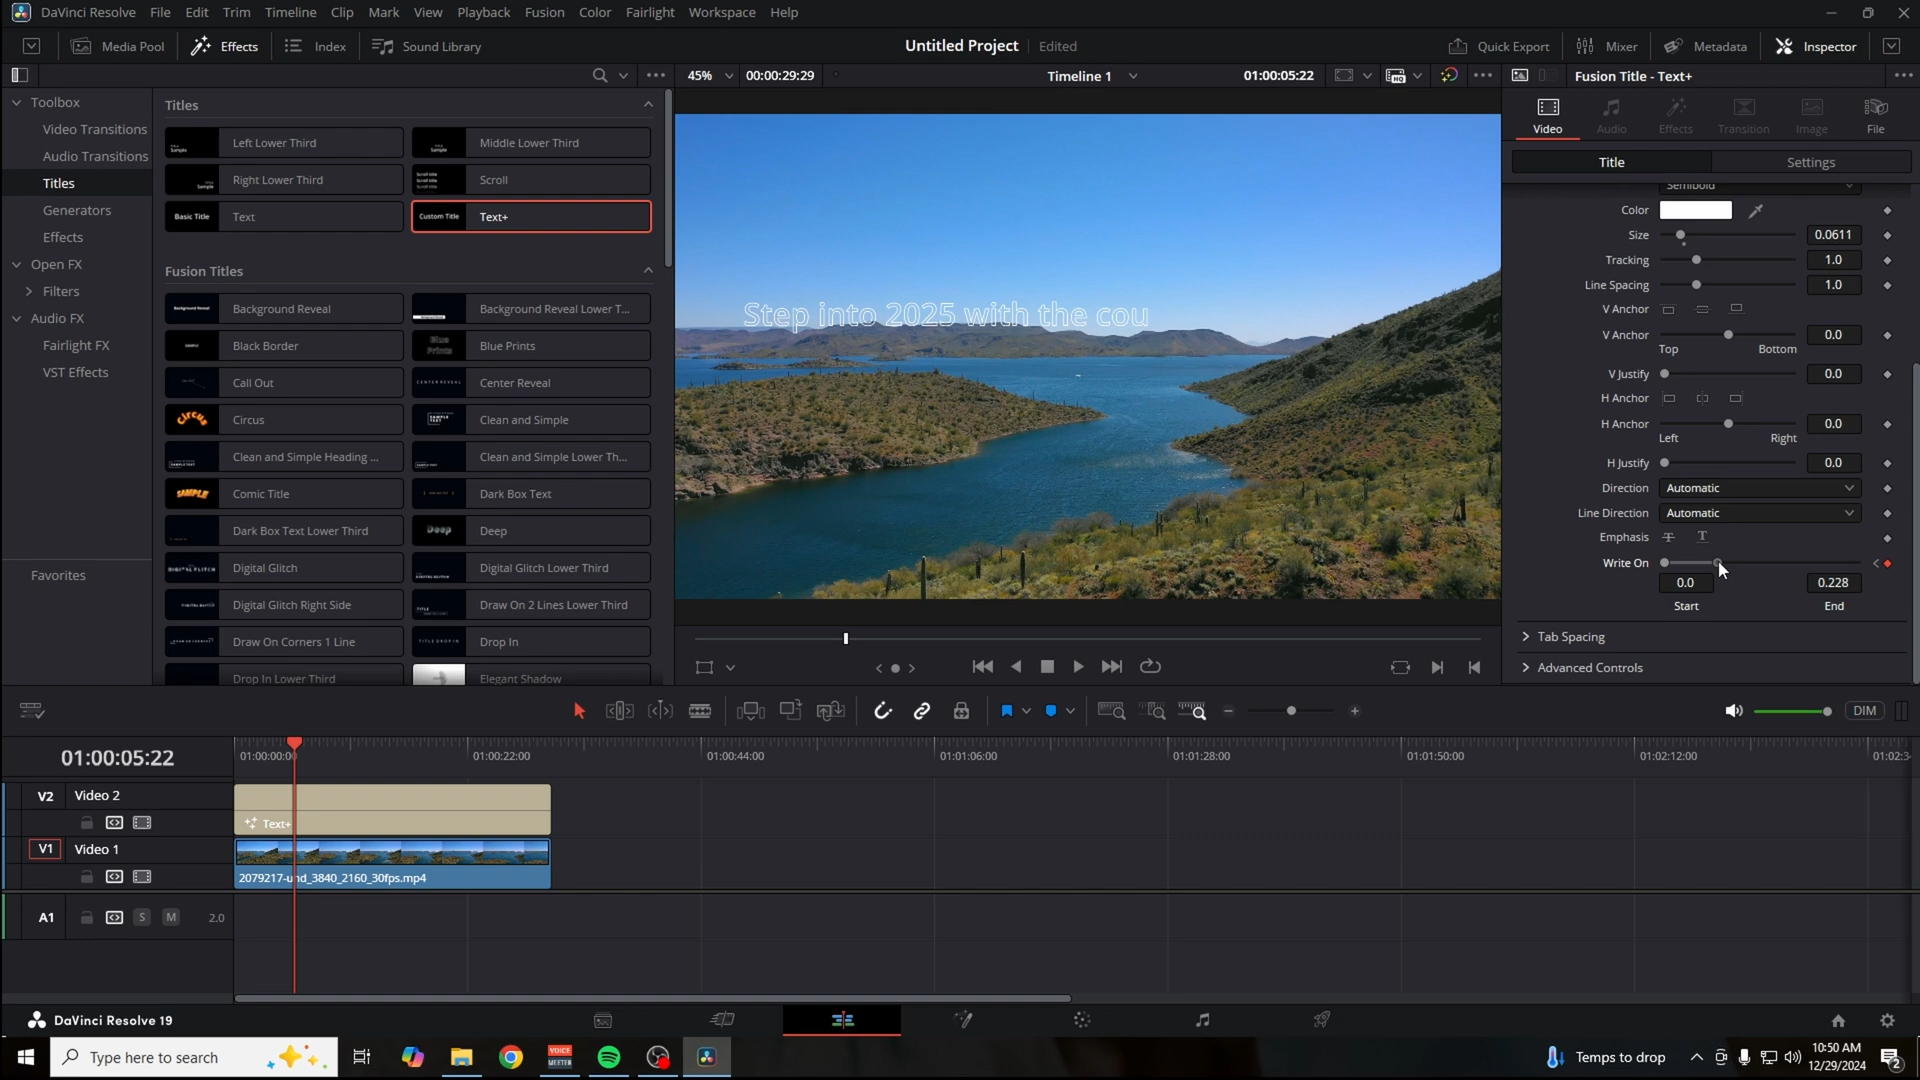 DaVinci Resolve File Edit Trim Timeline Clip Mark View Playback Fusion Color Fairlight Workspace Help
Media Pool Effects Index Sound Library Untitled Project Edited Quick Export Mixer Metadata Inspector
45% 00:00:29:29 Timeline 1 01:00:05:22 Fusion Title - Text+
Toolbox
Video Transitions
Audio Transitions
Titles
Generators
Effects
Open FX
Filters
Audio FX
Fairlight FX
VST Effects
Favorites
Titles
Left Lower Third
Middle Lower Third
Right Lower Third
Scroll
Basic Title Text
Custom Title Text+
Fusion Titles
Background Reveal
Background Reveal Lower T...
Black Border
Blue Prints
Call Out
Center Reveal
Circus
Clean and Simple
Clean and Simple Heading ...
Clean and Simple Lower Th...
Comic Title
Dark Box Text
Dark Box Text Lower Third
Deep
Digital Glitch
Digital Glitch Lower Third
Digital Glitch Right Side
Draw On 2 Lines Lower Third
Draw On Corners 1 Line
Drop In
Drop In Lower Third
Elegant Shadow
Step into 2025 with the cou
Video Audio Effects Transition Image File
Title Settings
Semibold
Color
Size 0.0611
Tracking 1.0
Line Spacing 1.0
V Anchor
V Anchor 0.0
Top Bottom
V Justify 0.0
H Anchor
H Anchor 0.0
Left Right
H Justify 0.0
Direction Automatic
Line Direction Automatic
Emphasis T T
Write On
0.0 0.228
Start End
Tab Spacing
Advanced Controls
DIM
01:00:05:22 01:00:00:0 01:00:22:00 01:00:44:00 01:01:06:00 01:01:28:00 01:01:50:00 01:02:12:00 01:02:3
V2 Video 2
Text+
V1 Video 1
2079217-u d_3840_2160_30fps.mp4
A1 S M 2.0
DaVinci Resolve 19
Type here to search
VOICE MEETER
Temps to drop
10:50 AM
12/29/2024
2